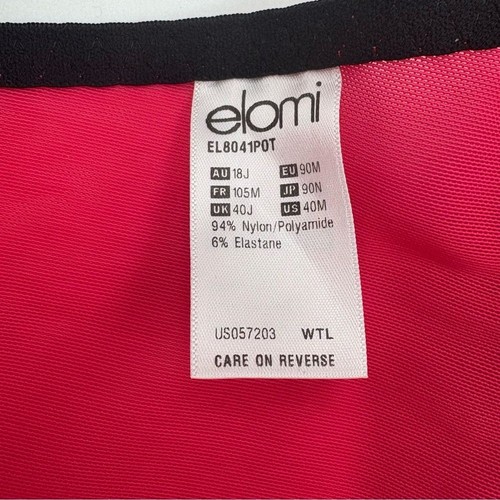 elomi
EL8041POT
AU 18J EU 90M
FR 105M JP 90N
UK 40J US 40M
94% Nylon/Polyamide
6% Elastane
US057203 WTL
CARE ON REVERSE